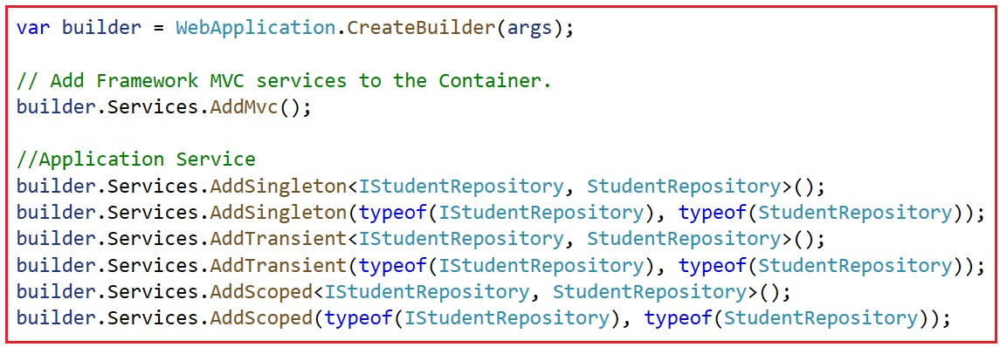 var builder = WebApplication.CreateBuilder(args);
// Add Framework MVC services to the Container.
builder.Services.AddMvc();
//Application Service
builder.Services.AddSingleton<IStudentRepository, StudentRepository>();
builder.Services.AddSingleton(typeof(IStudentRepository), typeof(StudentRepository));
builder.Services.AddTransient<IStudentRepository, StudentRepository>();
builder.Services.AddTransient(typeof(IStudentRepository), typeof(StudentRepository));
builder.Services.AddScoped<IStudentRepository, StudentRepository>();
builder.Services.AddScoped(typeof(IStudentRepository), typeof(StudentRepository));